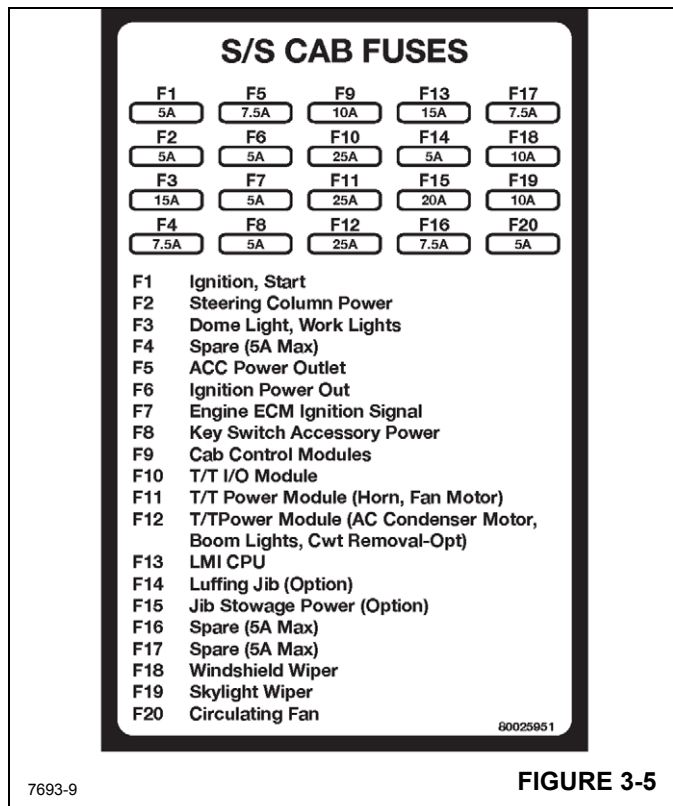 S/S CAB FUSES
F1 F5 F9 F13 F17
5A 7.5A 10A 15A 7.5A
F2 F6 F10 F14 F18
5A 5A 25A 5A 10A
F3 F7 F11 F15 F19
15A 5A 25A 20A 10A
F4 F8 F12 F16 F20
7.5A 5A 25A 7.5A 5A
F1 Ignition, Start
F2 Steering Column Power
F3 Dome Light, Work Lights
F4 Spare (5A Max)
F5 ACC Power Outlet
F6 Ignition Power Out
F7 Engine ECM Ignition Signal
F8 Key Switch Accessory Power
F9 Cab Control Modules
F10 T/T I/O Module
F11 T/T Power Module (Horn, Fan Motor)
F12 T/TPower Module (AC Condenser Motor,
Boom Lights, Cwt Removal-Opt)
F13 LMI CPU
F14 Luffing Jib (Option)
F15 Jib Stowage Power (Option)
F16 Spare (5A Max)
F17 Spare (5A Max)
F18 Windshield Wiper
F19 Skylight Wiper
F20 Circulating Fan
80025951
7693-9
FIGURE 3-5